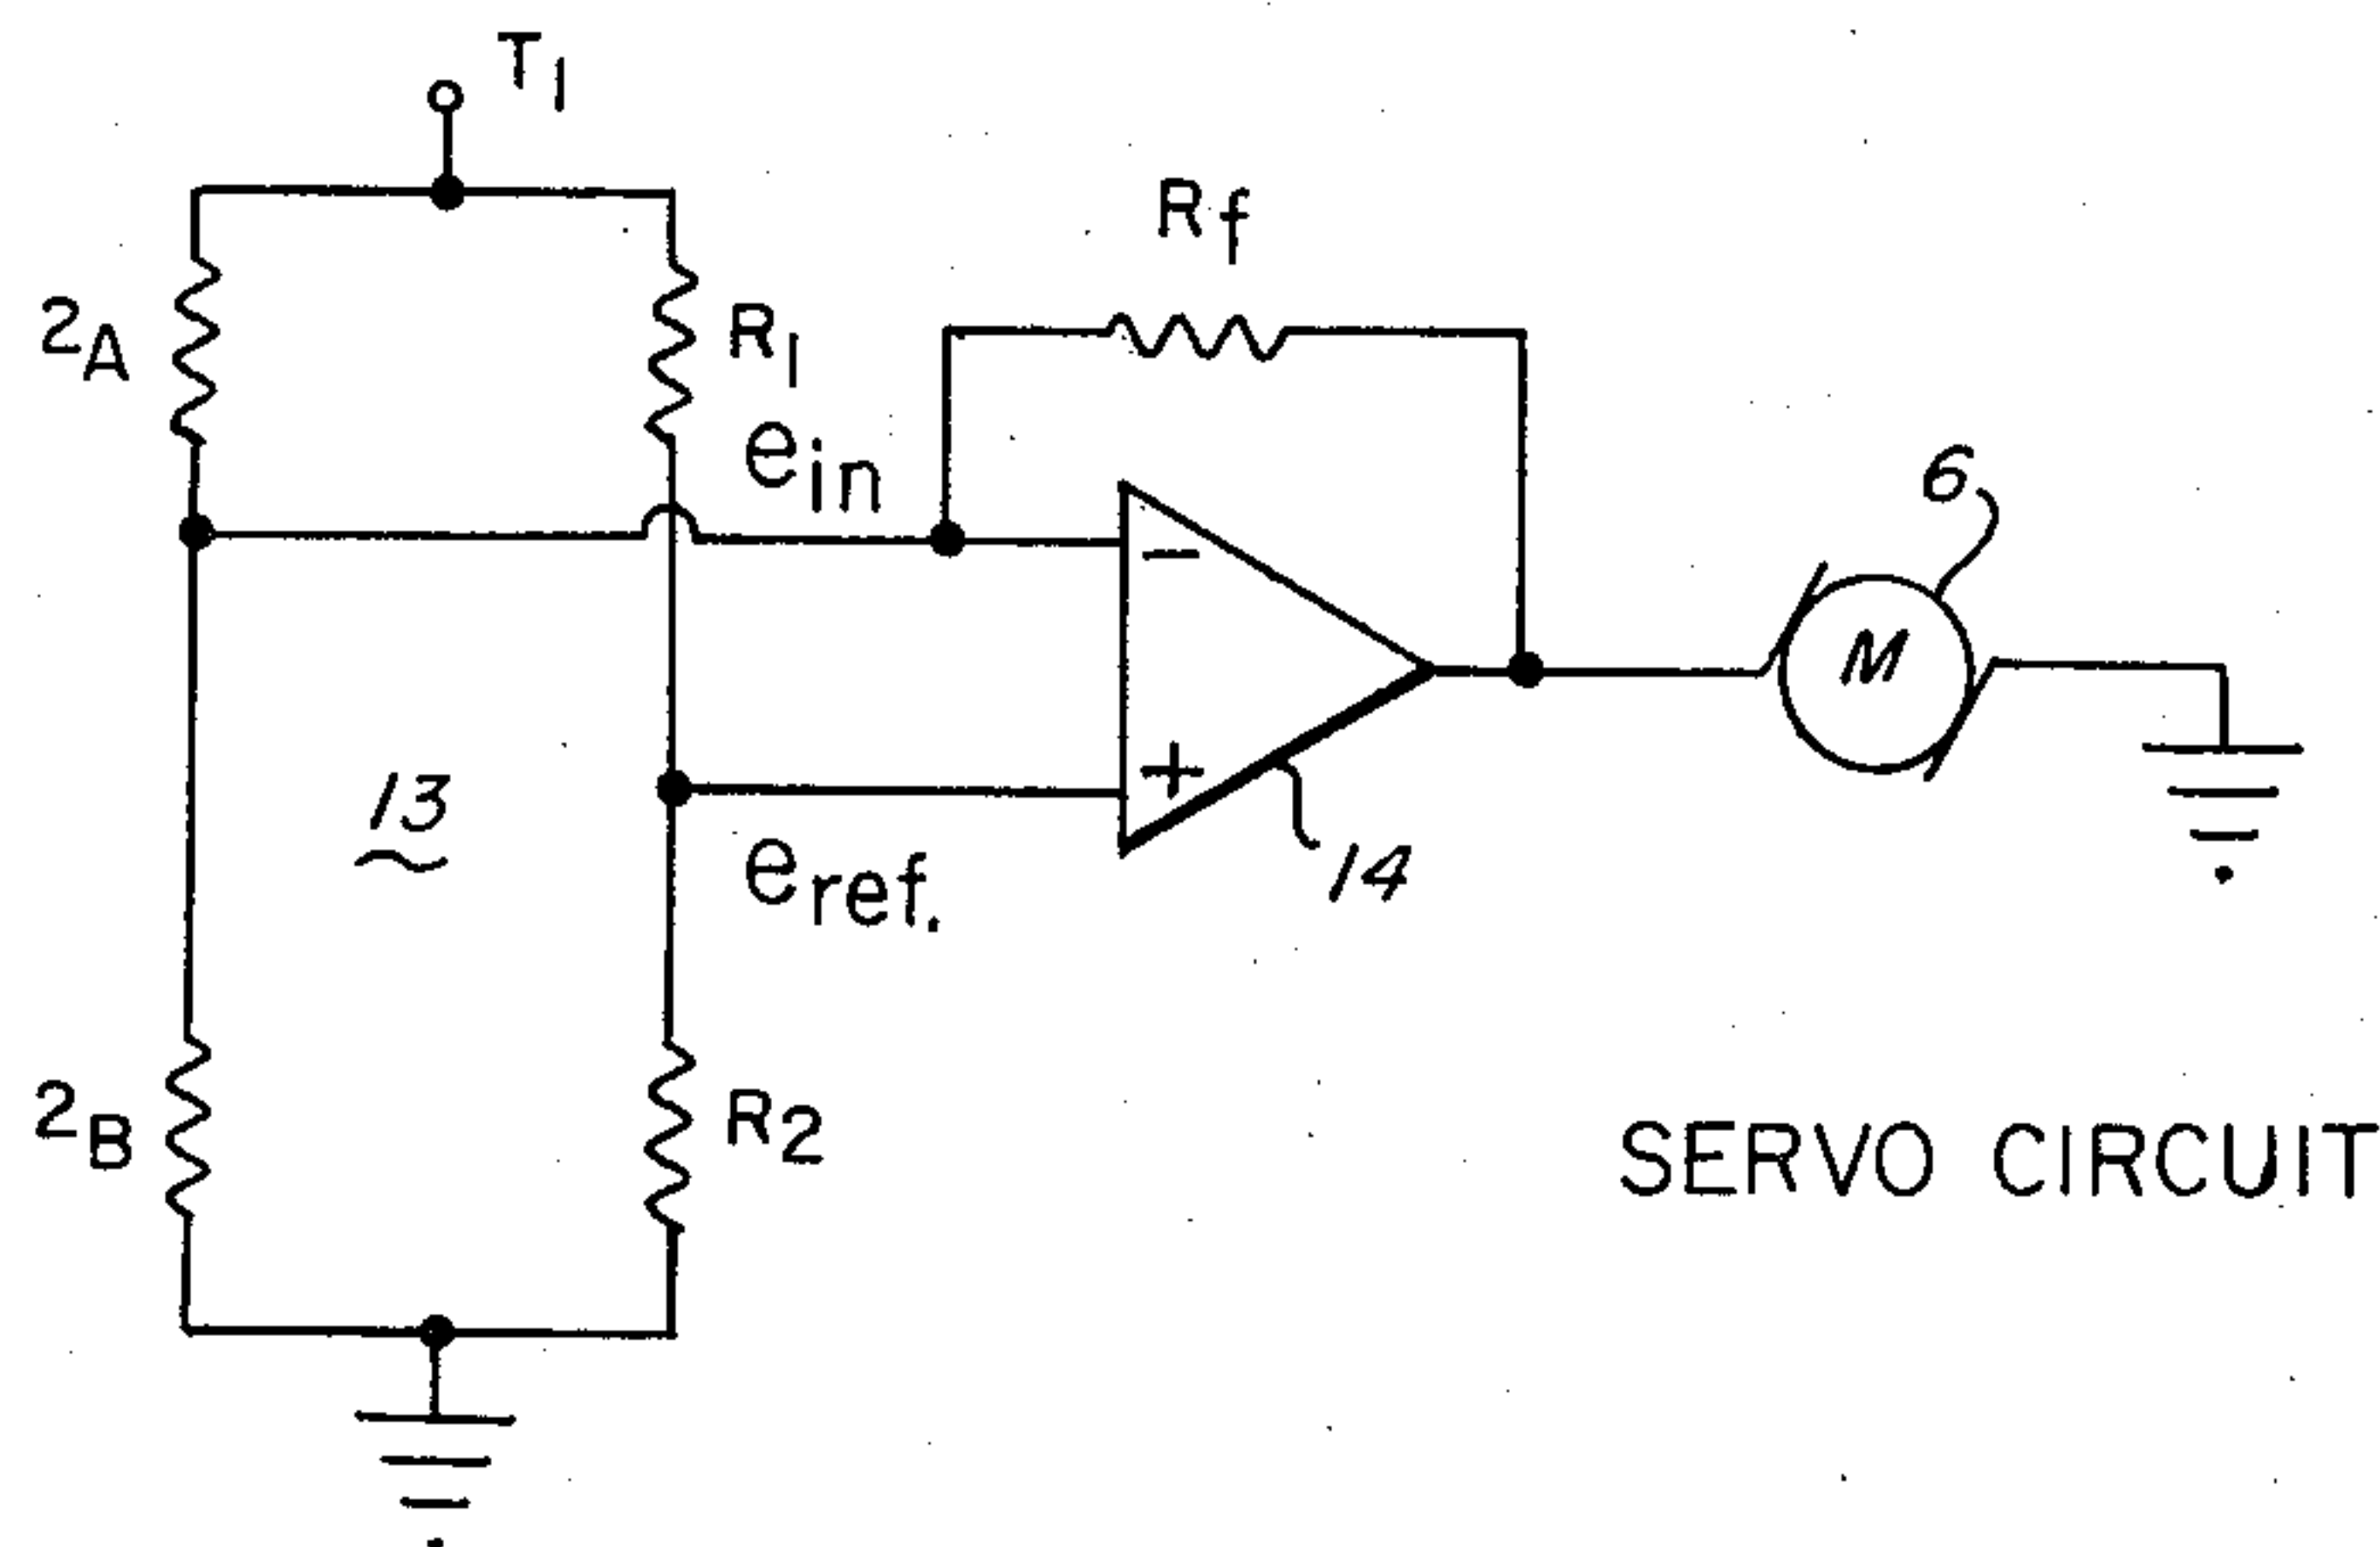 T1
Rf
2A
R1
ein
6
M
−
+
13
eref.
14
2B
R2
SERVO CIRCUIT